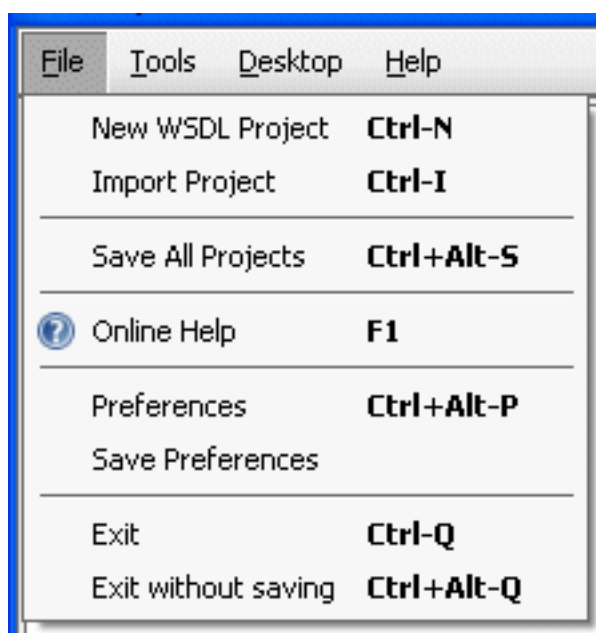 File Tools Desktop Help
New WSDL Project Ctrl-N
Import Project Ctrl-I
Save All Projects Ctrl+Alt-S
Online Help F1
Preferences Ctrl+Alt-P
Save Preferences
Exit Ctrl-Q
Exit without saving Ctrl+Alt-Q